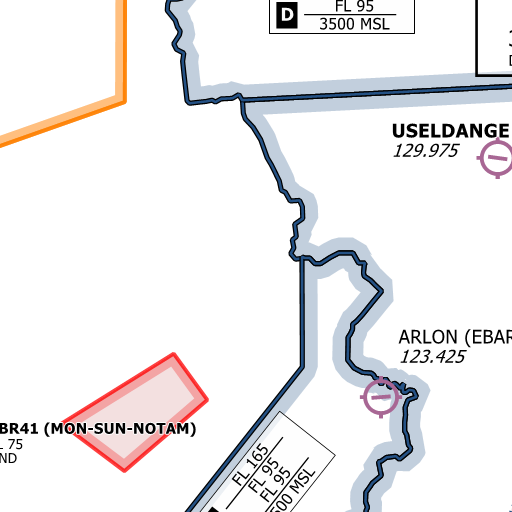 D
FL 95
3500 MSL
USELDANGE
129.975
ARLON (EBAR
123.425
BR41 (MON-SUN-NOTAM)
L 75
ND
FL 165
FL 95
FL 95
500 MSL